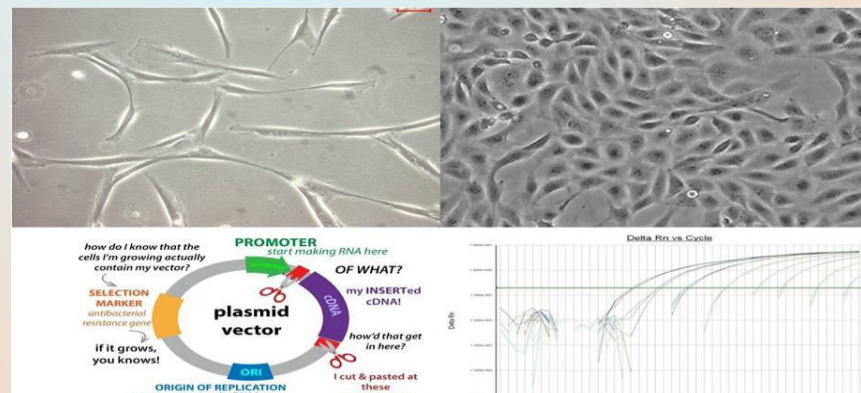 how do I know that the
cells I'm growing actually
contain my vector?
PROMOTER
start making RNA here
OF WHAT?
my INSERTed
cDNA!
SELECTION
MARKER
antibacterial
resistance gene
plasmid
vector
cDNA
how'd that get
in here?
if it grows,
you knows!
ORI
ORIGIN OF REPLICATION
I cut & pasted at
these
Delta Rn vs Cycle
Delta Rn